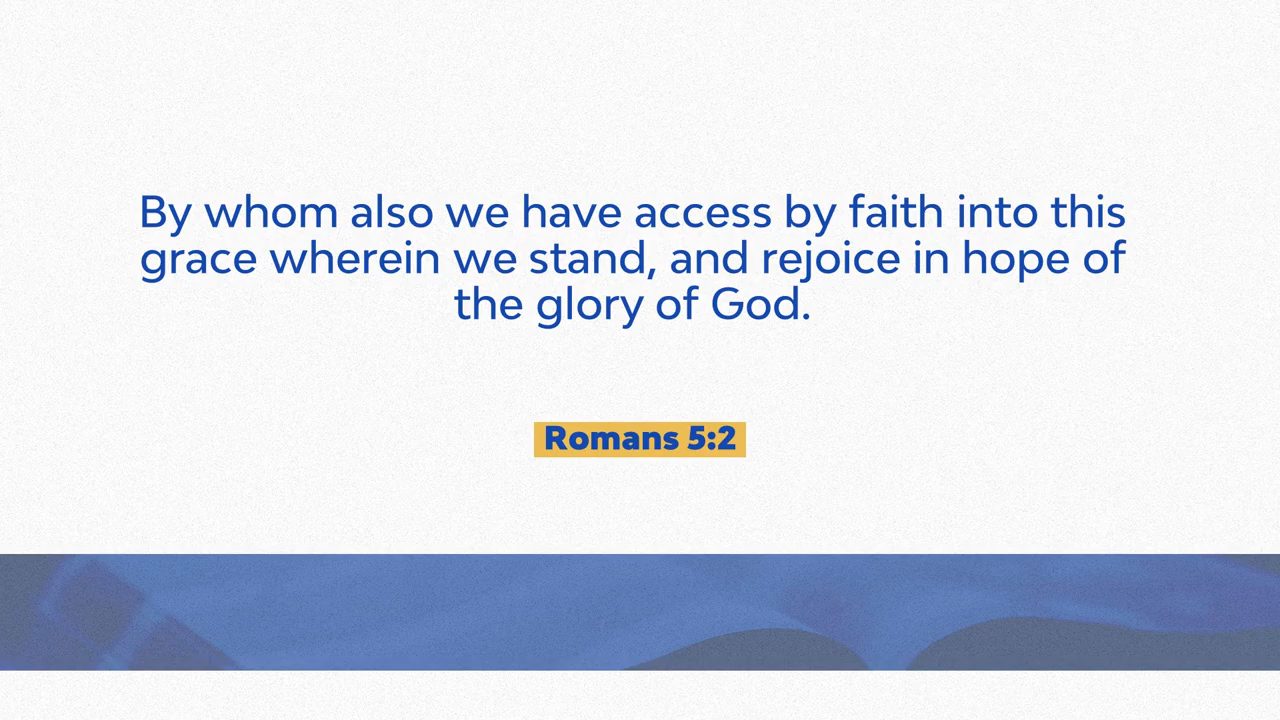 By whom also we have access by faith into this
grace wherein we stand, and rejoice in hope of
the glory of God.
Romans 5:2